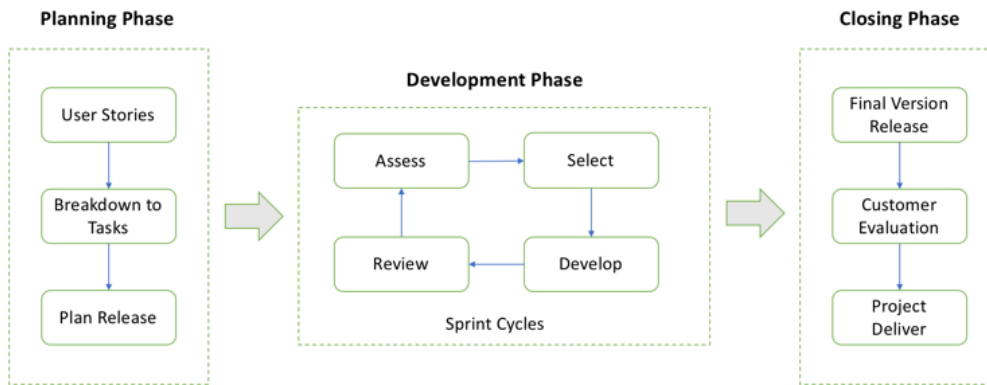 Planning Phase
User Stories
Breakdown to
Tasks
Plan Release
Development Phase
Assess
Select
Review
Develop
Sprint Cycles
Closing Phase
Final Version
Release
Customer
Evaluation
Project
Deliver